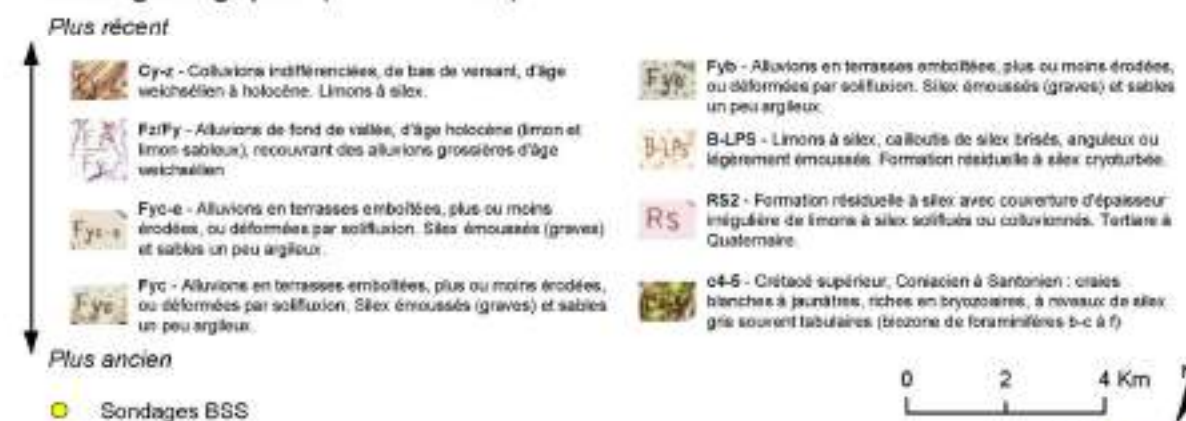 Plus récent
Cy-z - Colluvions indifférenciées, de bas de versant, d'âge
weichsélien à holocène. Limons à silex.
Fz/Fy - Alluvions de fond de vallée, d'âge holocène (limon et
limon sableux), recouvrant des alluvions grossières d'âge
weichsélien
Fyc-e - Alluvions en terrasses emboîtées, plus ou moins
érodées, ou déformées par solifluxion. Silex émoussés (graves)
et sables un peu argileux.
Fyc - Alluvions en terrasses emboîtées, plus ou moins érodées,
ou déformées par solifluxion. Silex émoussés (graves) et sables
un peu argileux.
Plus ancien
Sondages BSS
Fyb - Alluvions en terrasses emboîtées, plus ou moins érodées,
ou déformées par solifluxion. Silex émoussés (graves) et sables
un peu argileux.
B-LPS - Limons à silex, cailloutis de silex brisés, anguleux ou
légèrement émoussés. Formation résiduelle à silex cryoturbée.
RS2 - Formation résiduelle à silex avec couverture d'épaisseur
irrégulière de limons à silex soliflués ou colluvionnés. Tertiaire à
Quaternaire.
c4-5 - Crétacé supérieur, Coniacien à Santonien : craies
blanches à jaunâtres, riches en bryozoaires, à niveaux de silex
gris souvent tabulaires (biozone de foraminifères b-c à f)
Fyc-e
Fyc
Fyb
B-LPS
RS
0 2 4 Km